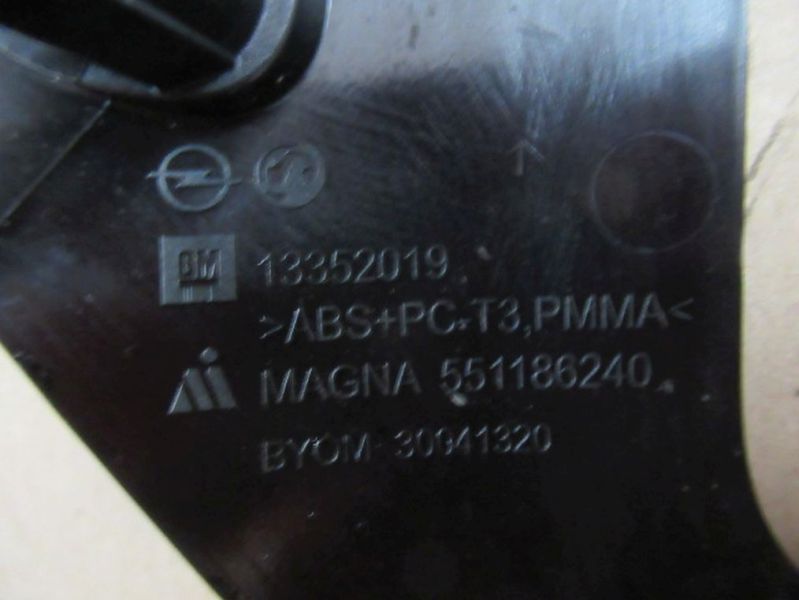 GM 13352019
>ABS+PC-T3,PMMA<
MAGNA 551186240
BYOM 30941320